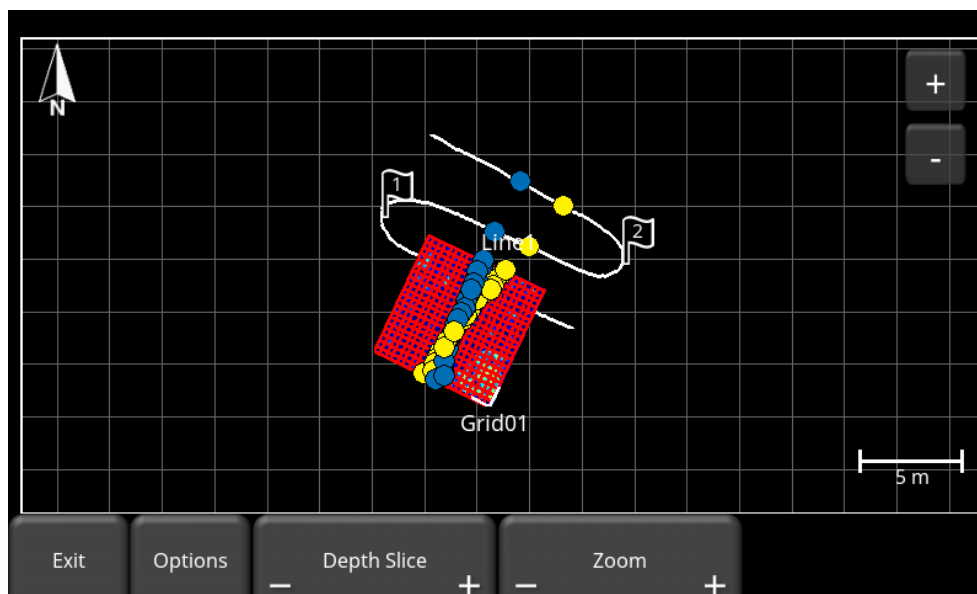 N
+
-
1
2
Line1
Grid01
5 m
Exit
Options
Depth Slice
− +
Zoom
− +